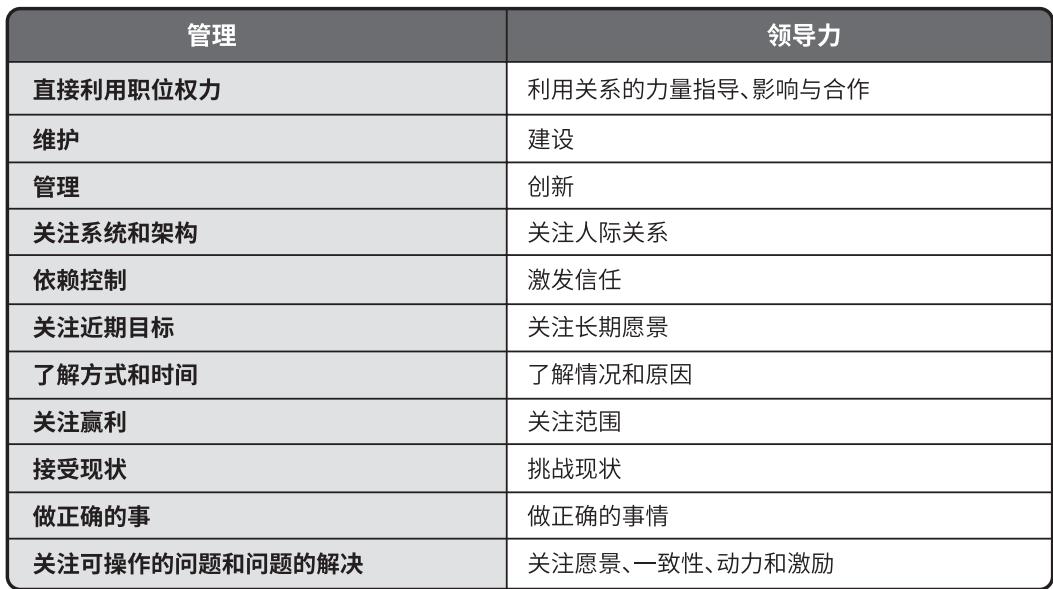 管理 领导力
直接利用职位权力 利用关系的力量指导、影响与合作
维护 建设
管理 创新
关注系统和架构 关注人际关系
依赖控制 激发信任
关注近期目标 关注长期愿景
了解方式和时间 了解情况和原因
关注赢利 关注范围
接受现状 挑战现状
做正确的事 做正确的事情
关注可操作的问题和问题的解决 关注愿景、一致性、动力和激励